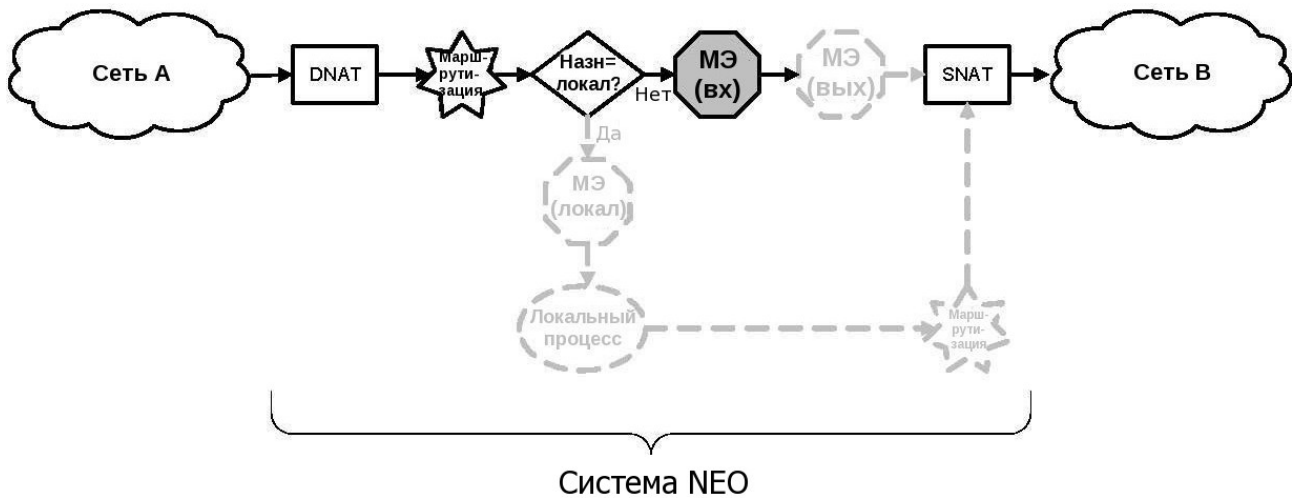 Сеть А
DNAT
Марш-
рути-
зация
Назн=
локал?
Нет
МЭ
(вх)
МЭ
(вых)
SNAT
Сеть В
Да
МЭ
(локал)
Локальный
процесс
Марш-
рути-
зация
Система NEO